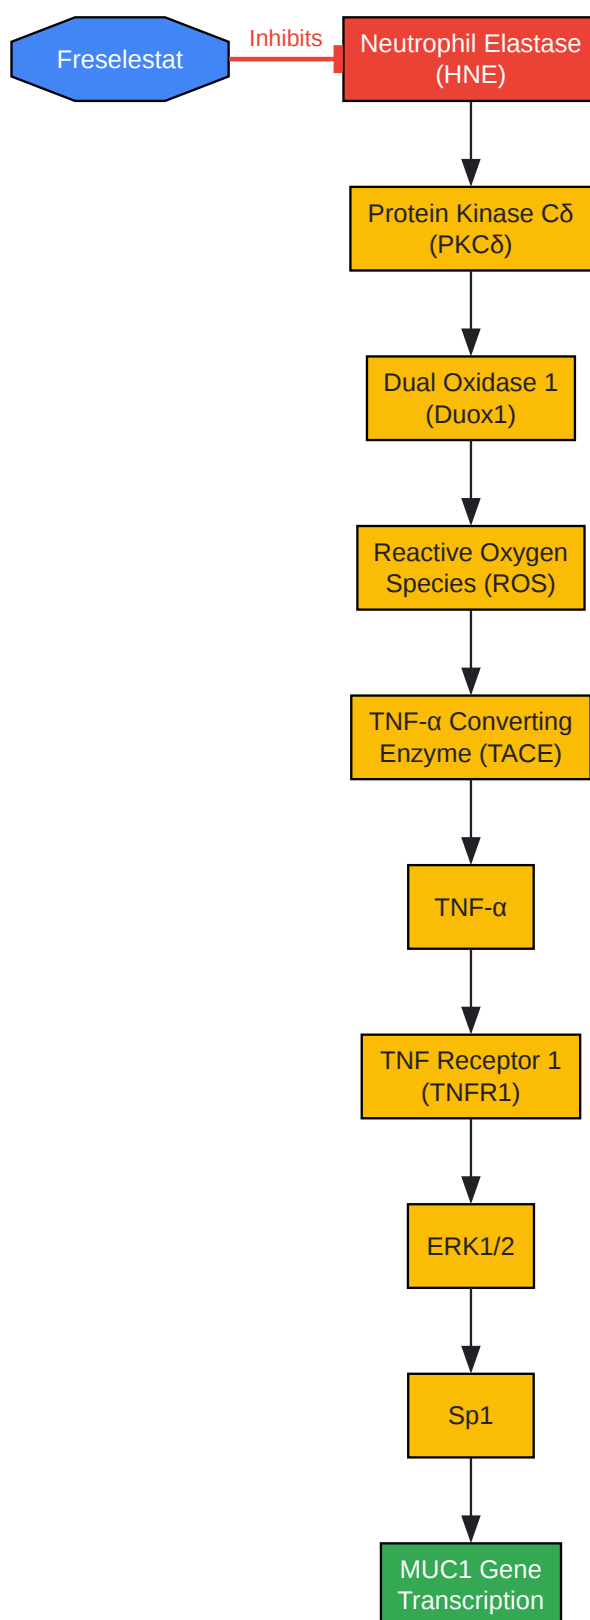 Freselestat
Inhibits
Neutrophil Elastase
(HNE)
Protein Kinase Cδ
(PKCδ)
Dual Oxidase 1
(Duox1)
Reactive Oxygen
Species (ROS)
TNF-α Converting
Enzyme (TACE)
TNF-α
TNF Receptor 1
(TNFR1)
ERK1/2
Sp1
MUC1 Gene
Transcription